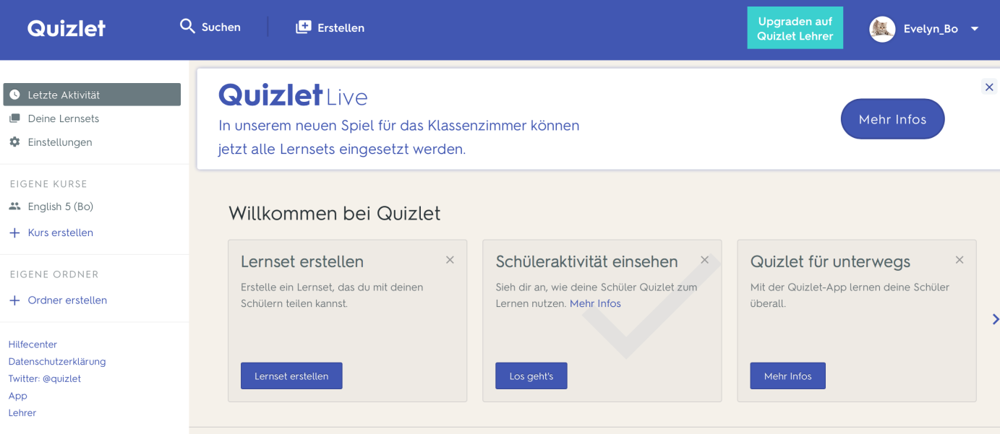 Quizlet
Suchen
Erstellen
Upgraden auf
Quizlet Lehrer
Evelyn_Bo
Letzte Aktivität
Deine Lernsets
Einstellungen
EIGENE KURSE
English 5 (Bo)
Kurs erstellen
EIGENE ORDNER
Ordner erstellen
Hilfecenter
Datenschutzerklärung
Twitter: @quizlet
App
Lehrer
Quizlet Live
In unserem neuen Spiel für das Klassenzimmer können
jetzt alle Lernsets eingesetzt werden.
Mehr Infos
Willkommen bei Quizlet
Lernset erstellen
Erstelle ein Lernset, das du mit deinen
Schülern teilen kannst.
Lernset erstellen
Schüleraktivität einsehen
Sieh dir an, wie deine Schüler Quizlet zum
Lernen nutzen. Mehr Infos
Los geht's
Quizlet für unterwegs
Mit der Quizlet-App lernen deine Schüler
überall.
Mehr Infos